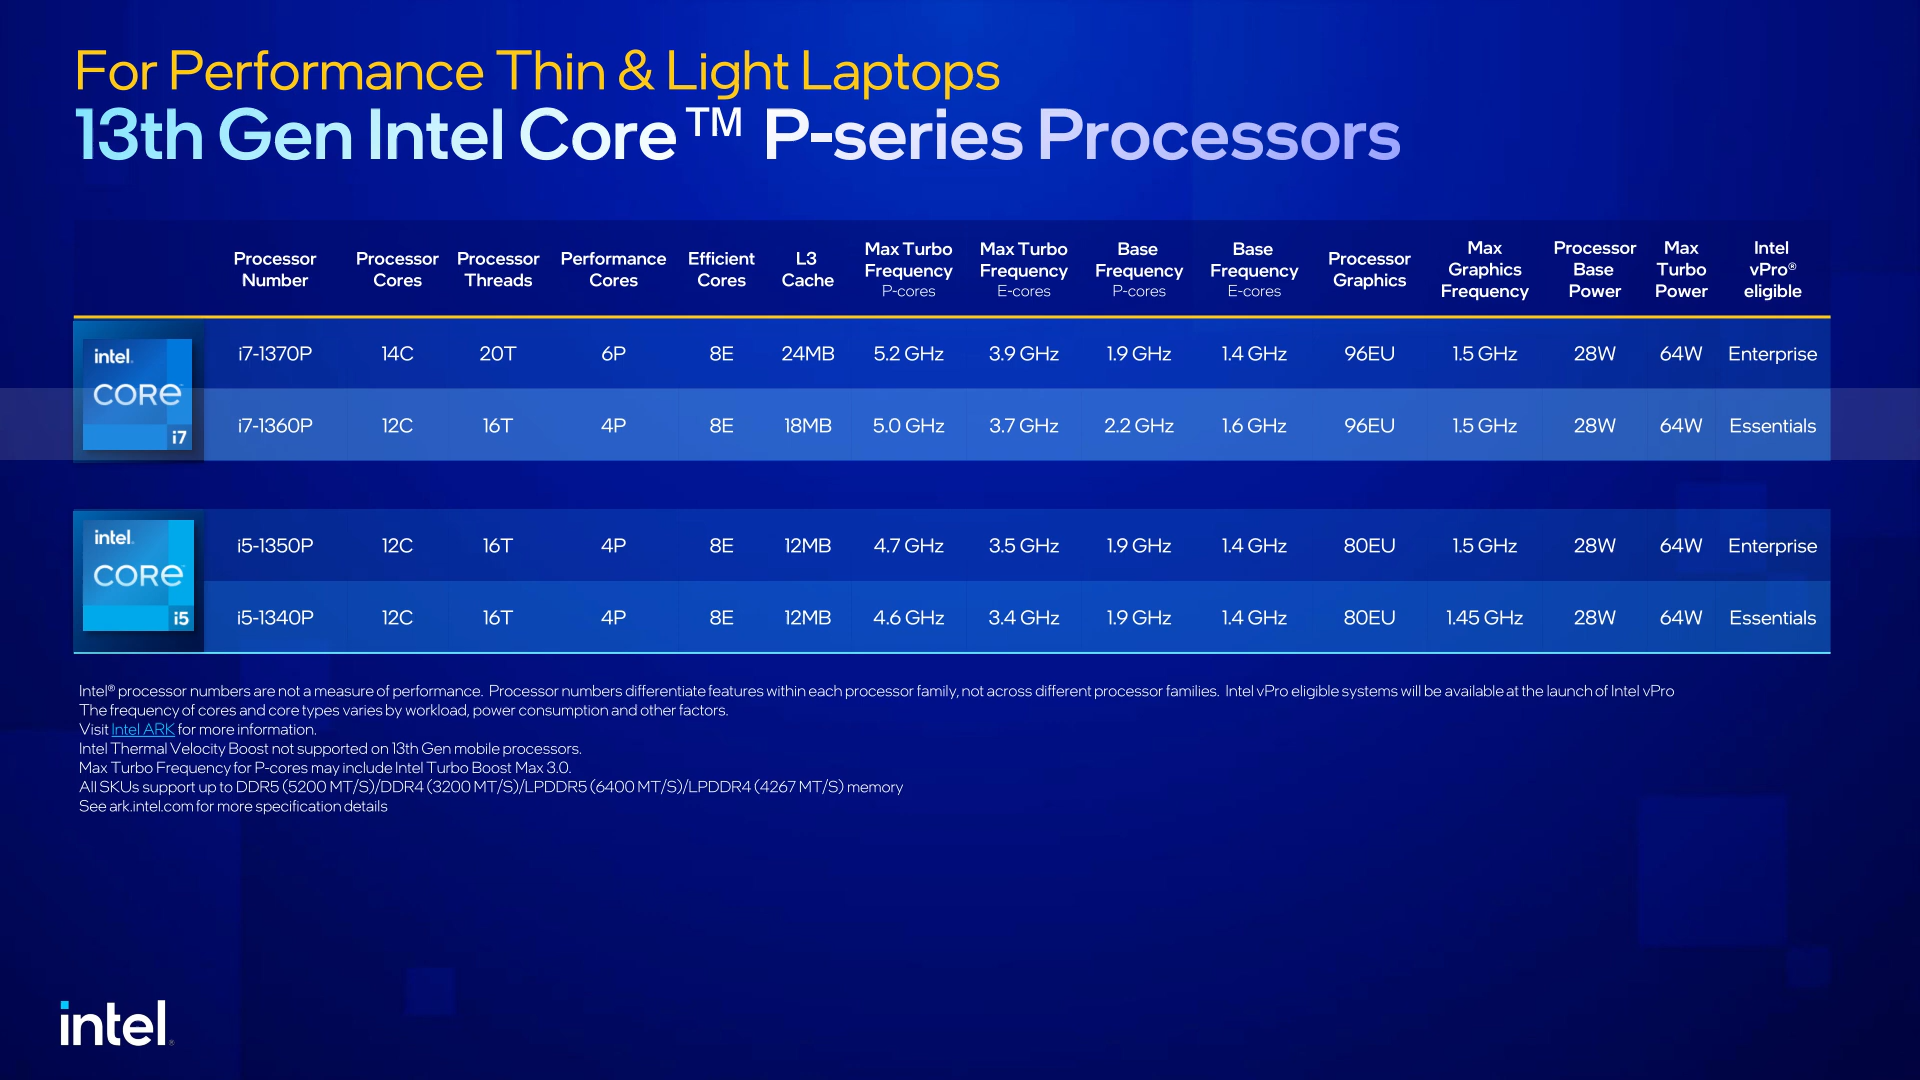 For Performance Thin & Light Laptops
13th Gen Intel Core™ P-series Processors
Processor Number Processor Cores Processor Threads Performance Cores Efficient Cores L3 Cache Max Turbo Frequency P-cores Max Turbo Frequency E-cores Base Frequency P-cores Base Frequency E-cores Processor Graphics Max Graphics Frequency Processor Base Power Max Turbo Power Intel vPro® eligible
intel.
CORE
i7
i7-1370P 14C 20T 6P 8E 24MB 5.2 GHz 3.9 GHz 1.9 GHz 1.4 GHz 96EU 1.5 GHz 28W 64W Enterprise
i7-1360P 12C 16T 4P 8E 18MB 5.0 GHz 3.7 GHz 2.2 GHz 1.6 GHz 96EU 1.5 GHz 28W 64W Essentials
intel.
CORE
i5
i5-1350P 12C 16T 4P 8E 12MB 4.7 GHz 3.5 GHz 1.9 GHz 1.4 GHz 80EU 1.5 GHz 28W 64W Enterprise
i5-1340P 12C 16T 4P 8E 12MB 4.6 GHz 3.4 GHz 1.9 GHz 1.4 GHz 80EU 1.45 GHz 28W 64W Essentials
Intel® processor numbers are not a measure of performance. Processor numbers differentiate features within each processor family, not across different processor families. Intel vPro eligible systems will be available at the launch of Intel vPro
The frequency of cores and core types varies by workload, power consumption and other factors.
Visit Intel ARK for more information.
Intel Thermal Velocity Boost not supported on 13th Gen mobile processors.
Max Turbo Frequency for P-cores may include Intel Turbo Boost Max 3.0.
All SKUs support up to DDR5 (5200 MT/S)/DDR4 (3200 MT/S)/LPDDR5 (6400 MT/S)/LPDDR4 (4267 MT/S) memory
See ark.intel.com for more specification details
intel®